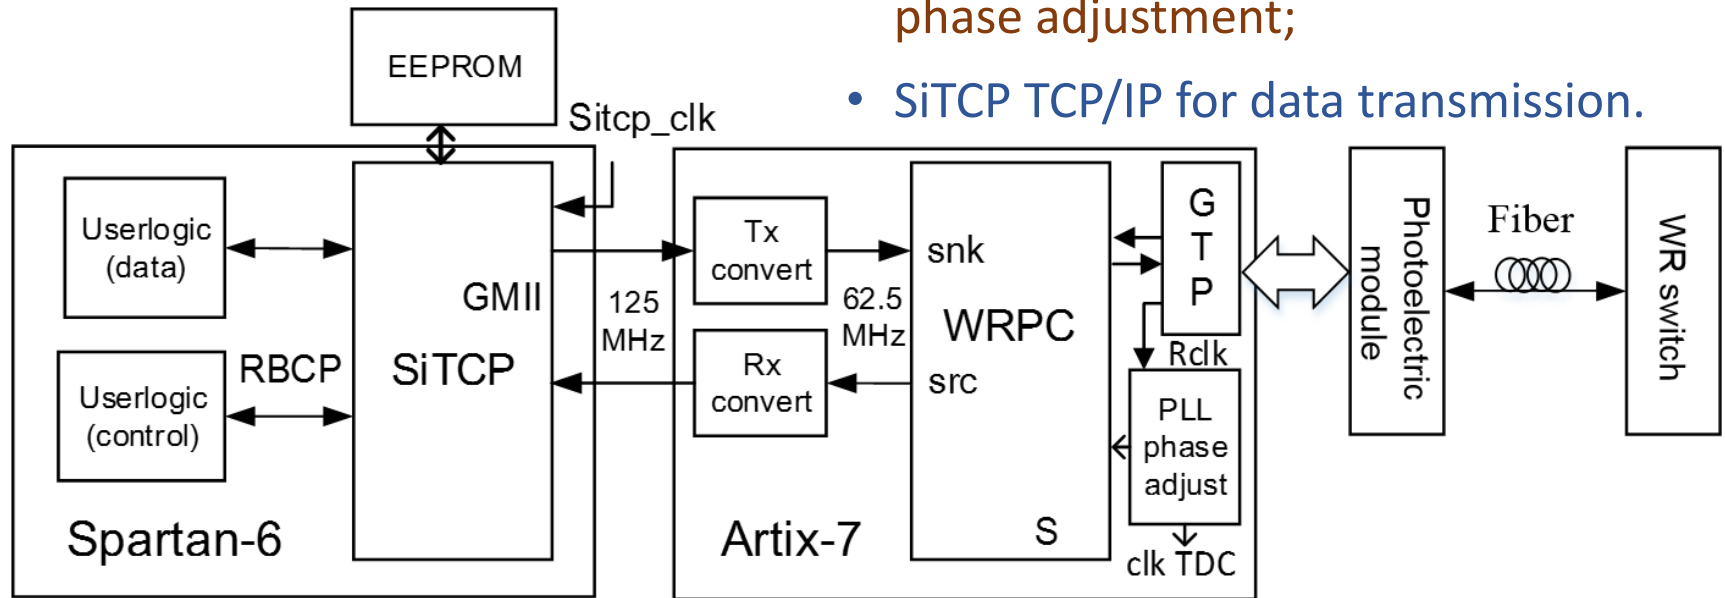 phase adjustment;
• SiTCP TCP/IP for data transmission.
EEPROM
Sitcp_clk
Userlogic
(data)
Userlogic
(control)
RBCP
GMII
SiTCP
Spartan-6
125
MHz
Tx
convert
Rx
convert
62.5
MHz
snk
WRPC
src
S
Artix-7
G
T
P
Rclk
PLL
phase
adjust
clk TDC
Photoelectric
module
Fiber
WR switch